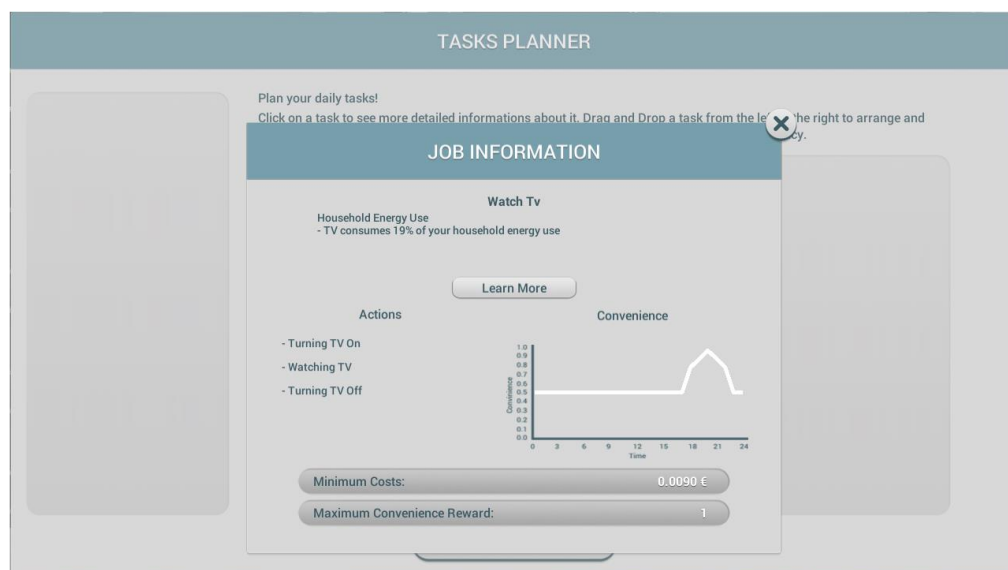 TASKS PLANNER
Plan your daily tasks!
Click on a task to see more detailed informations about it. Drag and Drop a task from the
he right to arrange and
cy.
JOB INFORMATION
Watch Tv
Household Energy Use
- TV consumes 19% of your household energy use
Learn More
Actions
- Turning TV On
- Watching TV
- Turning TV Off
Convenience
1.0
0.9
0.8
0.7
0.6
0.5
0.4
0.3
0.2
0.1
0.0
Convenience
0 3 6 9 12 15 18 21 24
Time
Minimum Costs: 0.0090 €
Maximum Convenience Reward: 1